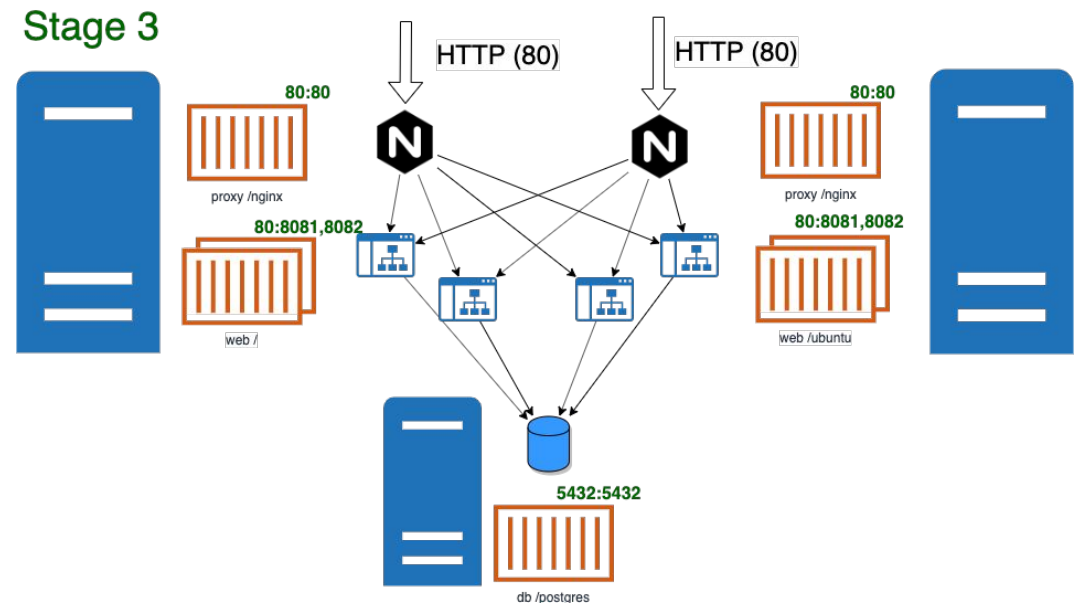 Stage 3
HTTP (80)
HTTP (80)
80:80
80:80
N
N
proxy /nginx
proxy /nginx
80:8081,8082
80:8081,8082
web /
web /ubuntu
5432:5432
db /postgres